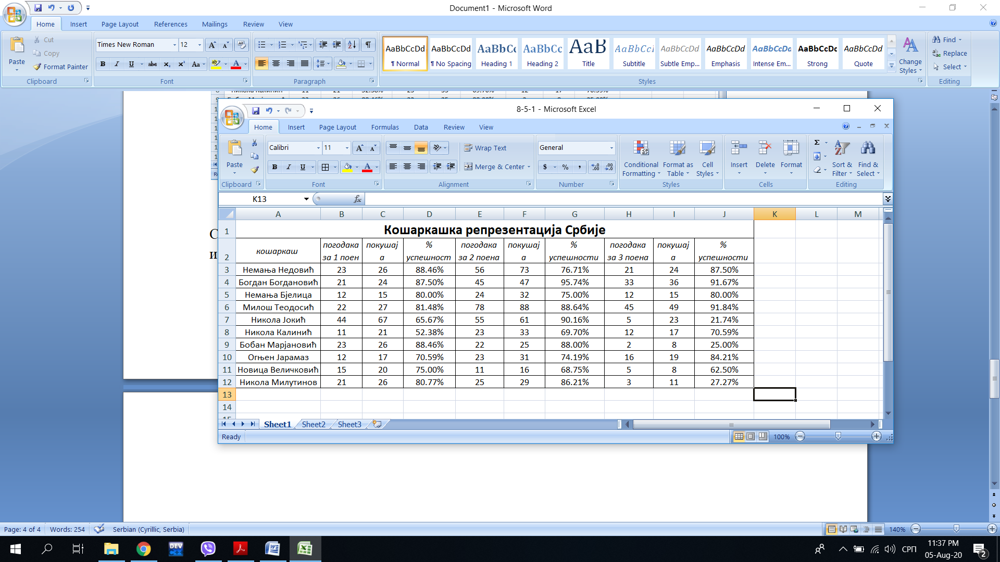 Document1 - Microsoft Word
Home Insert Page Layout References Mailings Review View
Paste Cut Copy Format Painter Clipboard
Times New Roman 12 Font
Paragraph
AaBbCcDd AaBbCcDd AaBbCc AaBbCc AaB AaBbCcI AaBbCcDd AaBbCcDd AaBbCcDd AaBbCcDd AaBbCcDd
¶ Normal ¶ No Spacing Heading 1 Heading 2 Title Subtitle Subtle Emp... Emphasis Intense Em... Strong Quote
Change Styles Styles
Find Replace Select Editing
С
и
8-5-1 - Microsoft Excel
Home Insert Page Layout Formulas Data Review View
Paste Clipboard
Calibri 11 Font
Wrap Text Merge & Center Alignment
General Number
Conditional Formatting Format as Table Cell Styles Styles
Insert Delete Format Cells
Sort & Filter Find & Select Editing
K13
A B C D E F G H I J K L M
1 Кошаркашка репрезентација Србије
2 кошаркаш погодака за 1 поен покушаја % успешност погодака за 2 поена покушаја % успешности погодака за 3 поена покушаја % успешности
3 Немања Недовић 23 26 88.46% 56 73 76.71% 21 24 87.50%
4 Богдан Богдановић 21 24 87.50% 45 47 95.74% 33 36 91.67%
5 Немања Бјелица 12 15 80.00% 24 32 75.00% 12 15 80.00%
6 Милош Теодосић 22 27 81.48% 78 88 88.64% 45 49 91.84%
7 Никола Јокић 44 67 65.67% 55 61 90.16% 5 23 21.74%
8 Никола Калинић 11 21 52.38% 23 33 69.70% 12 17 70.59%
9 Бобан Марјановић 23 26 88.46% 22 25 88.00% 2 8 25.00%
10 Огњен Јарамаз 12 17 70.59% 23 31 74.19% 16 19 84.21%
11 Новица Величковић 15 20 75.00% 11 16 68.75% 5 8 62.50%
12 Никола Милутинов 21 26 80.77% 25 29 86.21% 3 11 27.27%
13
14
Sheet1 Sheet2 Sheet3
Ready 100%
Page: 4 of 4 Words: 254 Serbian (Cyrillic, Serbia) 140%
DEV СРП 11:37 PM
05-Aug-20 2